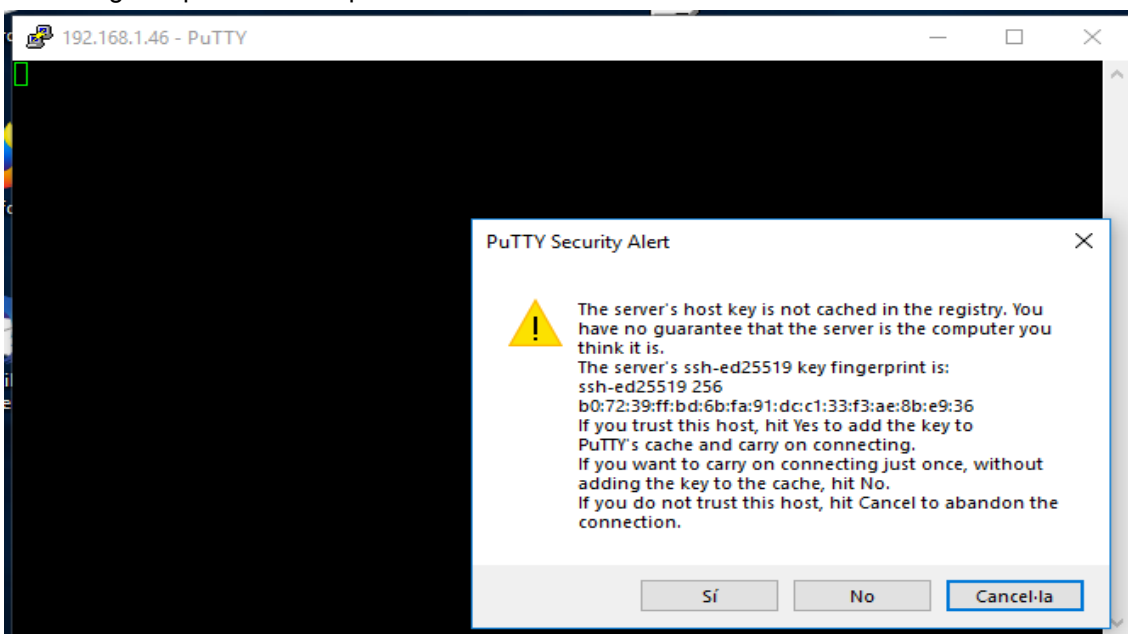 192.168.1.46 - PuTTY
PuTTY Security Alert
The server's host key is not cached in the registry. You
have no guarantee that the server is the computer you
think it is.
The server's ssh-ed25519 key fingerprint is:
ssh-ed25519 256
b0:72:39:ff:bd:6b:fa:91:dc:c1:33:f3:ae:8b:e9:36
If you trust this host, hit Yes to add the key to
PuTTY's cache and carry on connecting.
If you want to carry on connecting just once, without
adding the key to the cache, hit No.
If you do not trust this host, hit Cancel to abandon the
connection.
Sí
No
Cancel·la